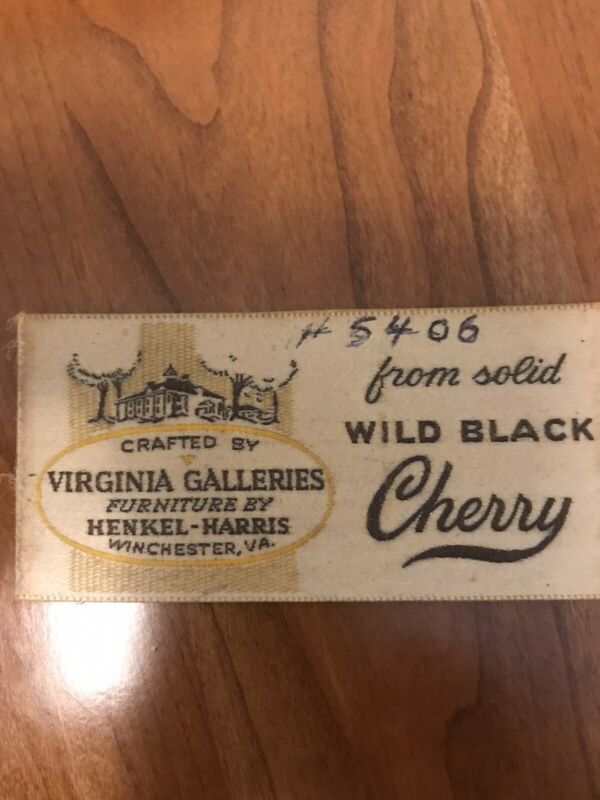 # 5406
CRAFTED BY
VIRGINIA GALLERIES
FURNITURE BY
HENKEL-HARRIS
WINCHESTER, VA.
from solid
WILD BLACK
Cherry